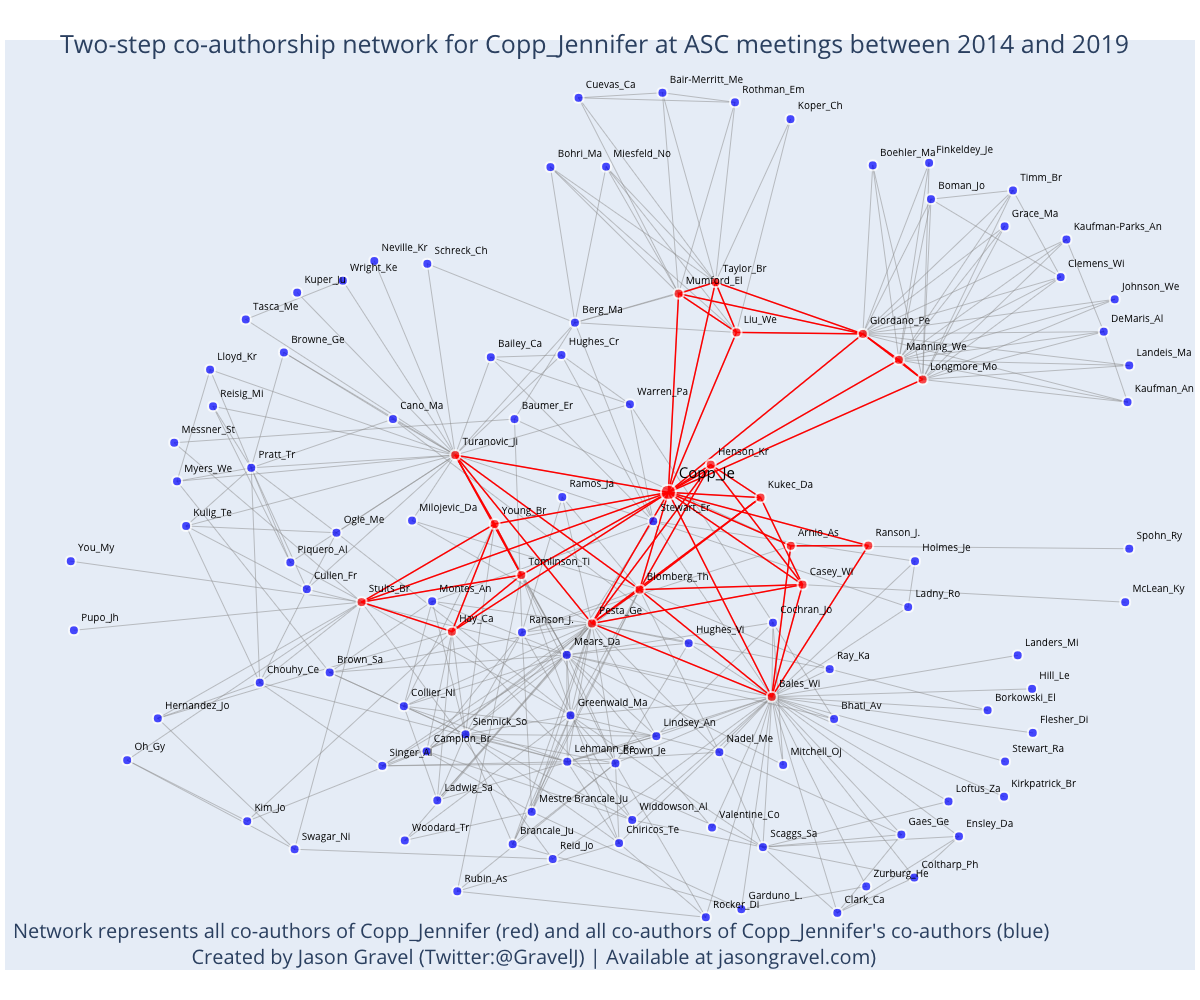 Two-step co-authorship network for Copp_Jennifer at ASC meetings between 2014 and 2019
Bair-Merritt_Me
Cuevas_Ca
Rothman_Em
Koper_Ch
Bohri_Ma
Miesfeld_No
Boehler_Ma
Finkeldey_Je
Timm_Br
Boman_Jo
Grace_Ma
Kaufman-Parks_An
Neville_Kr
Schreck_Ch
Wright_Ke
Clemens_Wi
Taylor_Br
Kuper_Ju
Mumford_El
Johnson_We
Tasca_Me
Berg_Ma
Liu_We
Giordano_Pe
DeMaris_Al
Browne_Ge
Bailey_Ca
Hughes_Cr
Manning_We
Lloyd_Kr
Longmore_Mo
Landeis_Ma
Reisig_Mi
Warren_Pa
Kaufman_An
Cano_Ma
Baumer_Er
Messner_St
Turanovic_Ji
Pratt_Tr
Henson_Kr
Myers_We
Copp_Je
Kukec_Da
Ramos_Ja
Kulig_Te
Milojevic_Da
Young_Br
Stewart_Er
Ogle_Me
Arnio_As
Ranson_J.
Spohn_Ry
You_My
Piquero_Al
Tomlinson_Ti
Holmes_Je
Cullen_Fr
Stults_Br
Montes_An
Blomberg_Th
Casey_Wi
McLean_Ky
Ladny_Ro
Pupo_Jh
Hay_Ca
Ranson_J.
Pesta_Ge
Cochran_Jo
Mears_Da
Hughes_Vi
Landers_Mi
Chouhy_Ce
Brown_Sa
Ray_Ka
Bales_Wi
Hill_Le
Hernandez_Jo
Collier_Ni
Greenwald_Ma
Bhati_Av
Borkowski_El
Siennick_So
Lindsey_An
Flesher_Di
Oh_Gy
Singer_Al
Campion_Br
Lehmann_Pe
Brown_Je
Nadel_Me
Mitchell_Oj
Stewart_Ra
Kim_Jo
Ladwig_Sa
Mestre Brancale_Ju
Widdowson_Al
Loftus_Za
Kirkpatrick_Br
Swagar_Ni
Woodard_Tr
Brancale_Ju
Chiricos_Te
Valentine_Co
Scaggs_Sa
Gaes_Ge
Ensley_Da
Reid_Jo
Rubin_As
Zurburg_He
Coltharp_Ph
Rocker_Di
Garduno_L.
Clark_Ca
Network represents all co-authors of Copp_Jennifer (red) and all co-authors of Copp_Jennifer's co-authors (blue)
Created by Jason Gravel (Twitter:@GravelJ) | Available at jasongravel.com)